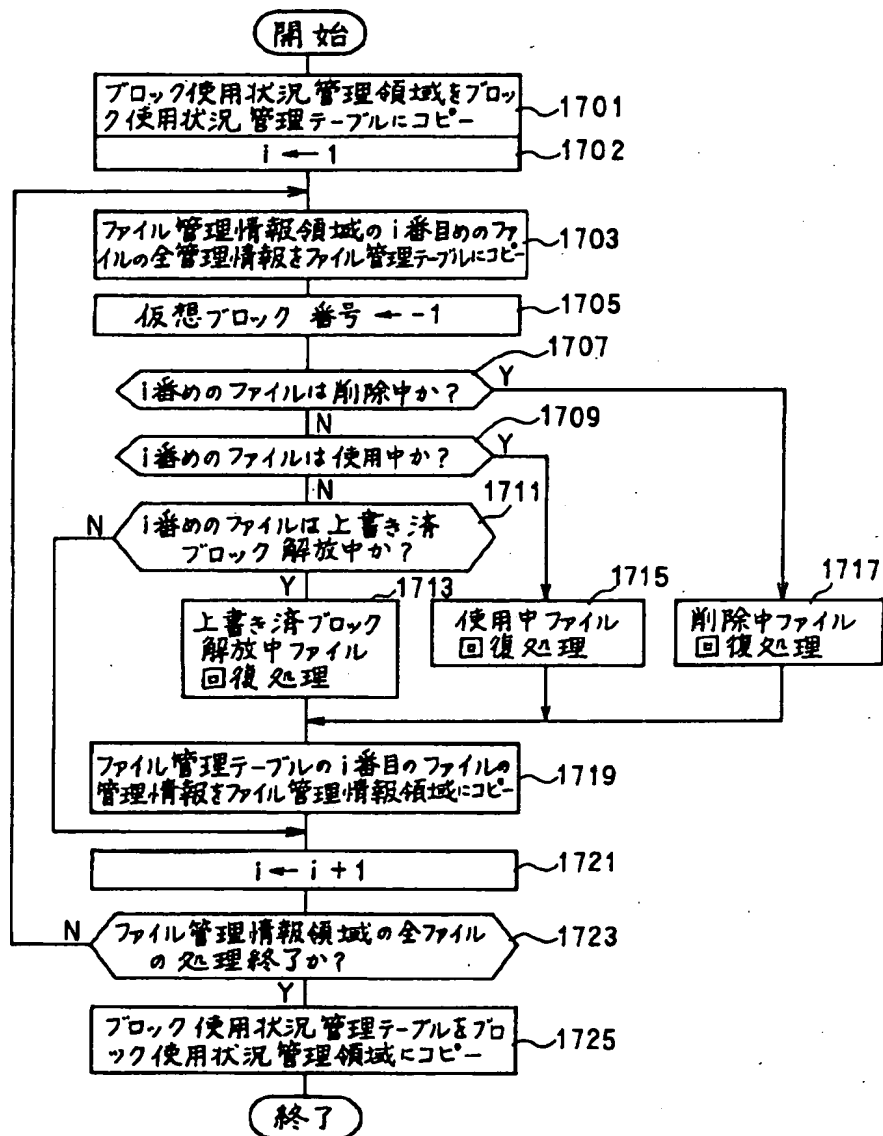 開始
ブロック使用状況管理領域をブロッ
ク使用状況管理テーブルにコピー
1701
i ← 1
1702
ファイル管理情報領域のi番目めのファ
イルの全管理情報をファイル管理テーブルにコピー
1703
仮想ブロック番号 ← -1
1705
1707
i番めのファイルは削除中か?
Y
N
1709
i番めのファイルは使用中か?
Y
N
1711
N
i番めのファイルは上書き済
ブロック解放中か?
Y
1713
上書き済ブロック
解放中ファイル
回復処理
1715
使用中ファイル
回復処理
1717
削除中ファイル
回復処理
ファイル管理テーブルのi番目のファイルの
管理情報をファイル管理情報領域にコピー
1719
i ← i + 1
1721
N
ファイル管理情報領域の全ファイル
の処理終了か?
1723
Y
ブロック使用状況管理テーブルをブロ
ック使用状況管理領域にコピー
1725
終了